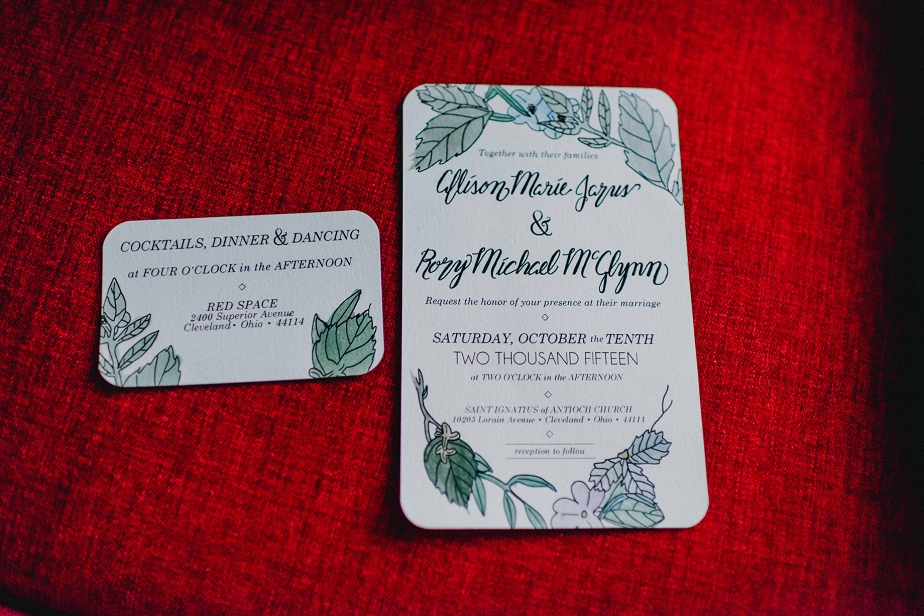 COCKTAILS, DINNER & DANCING
at FOUR O'CLOCK in the AFTERNOON
RED SPACE
2400 Superior Avenue
Cleveland • Ohio • 44114
Together with their families
Allison Marie Jarus
&
Rory Michael McGlynn
Request the honor of your presence at their marriage
SATURDAY, OCTOBER the TENTH
TWO THOUSAND FIFTEEN
at TWO O'CLOCK in the AFTERNOON
SAINT IGNATIUS of ANTIOCH CHURCH
10205 Lorain Avenue • Cleveland • Ohio • 44111
reception to follow